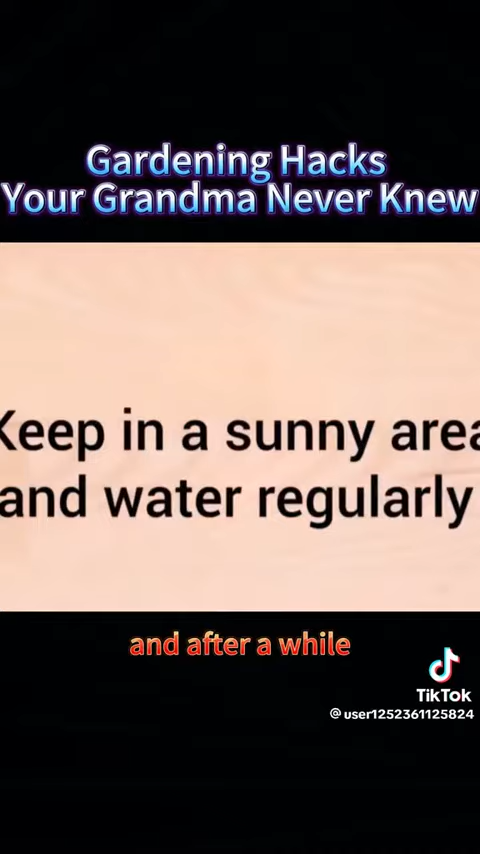 Gardening Hacks
Your Grandma Never Knew
Keep in a sunny area
and water regularly
and after a while
TikTok
@user1252361125824